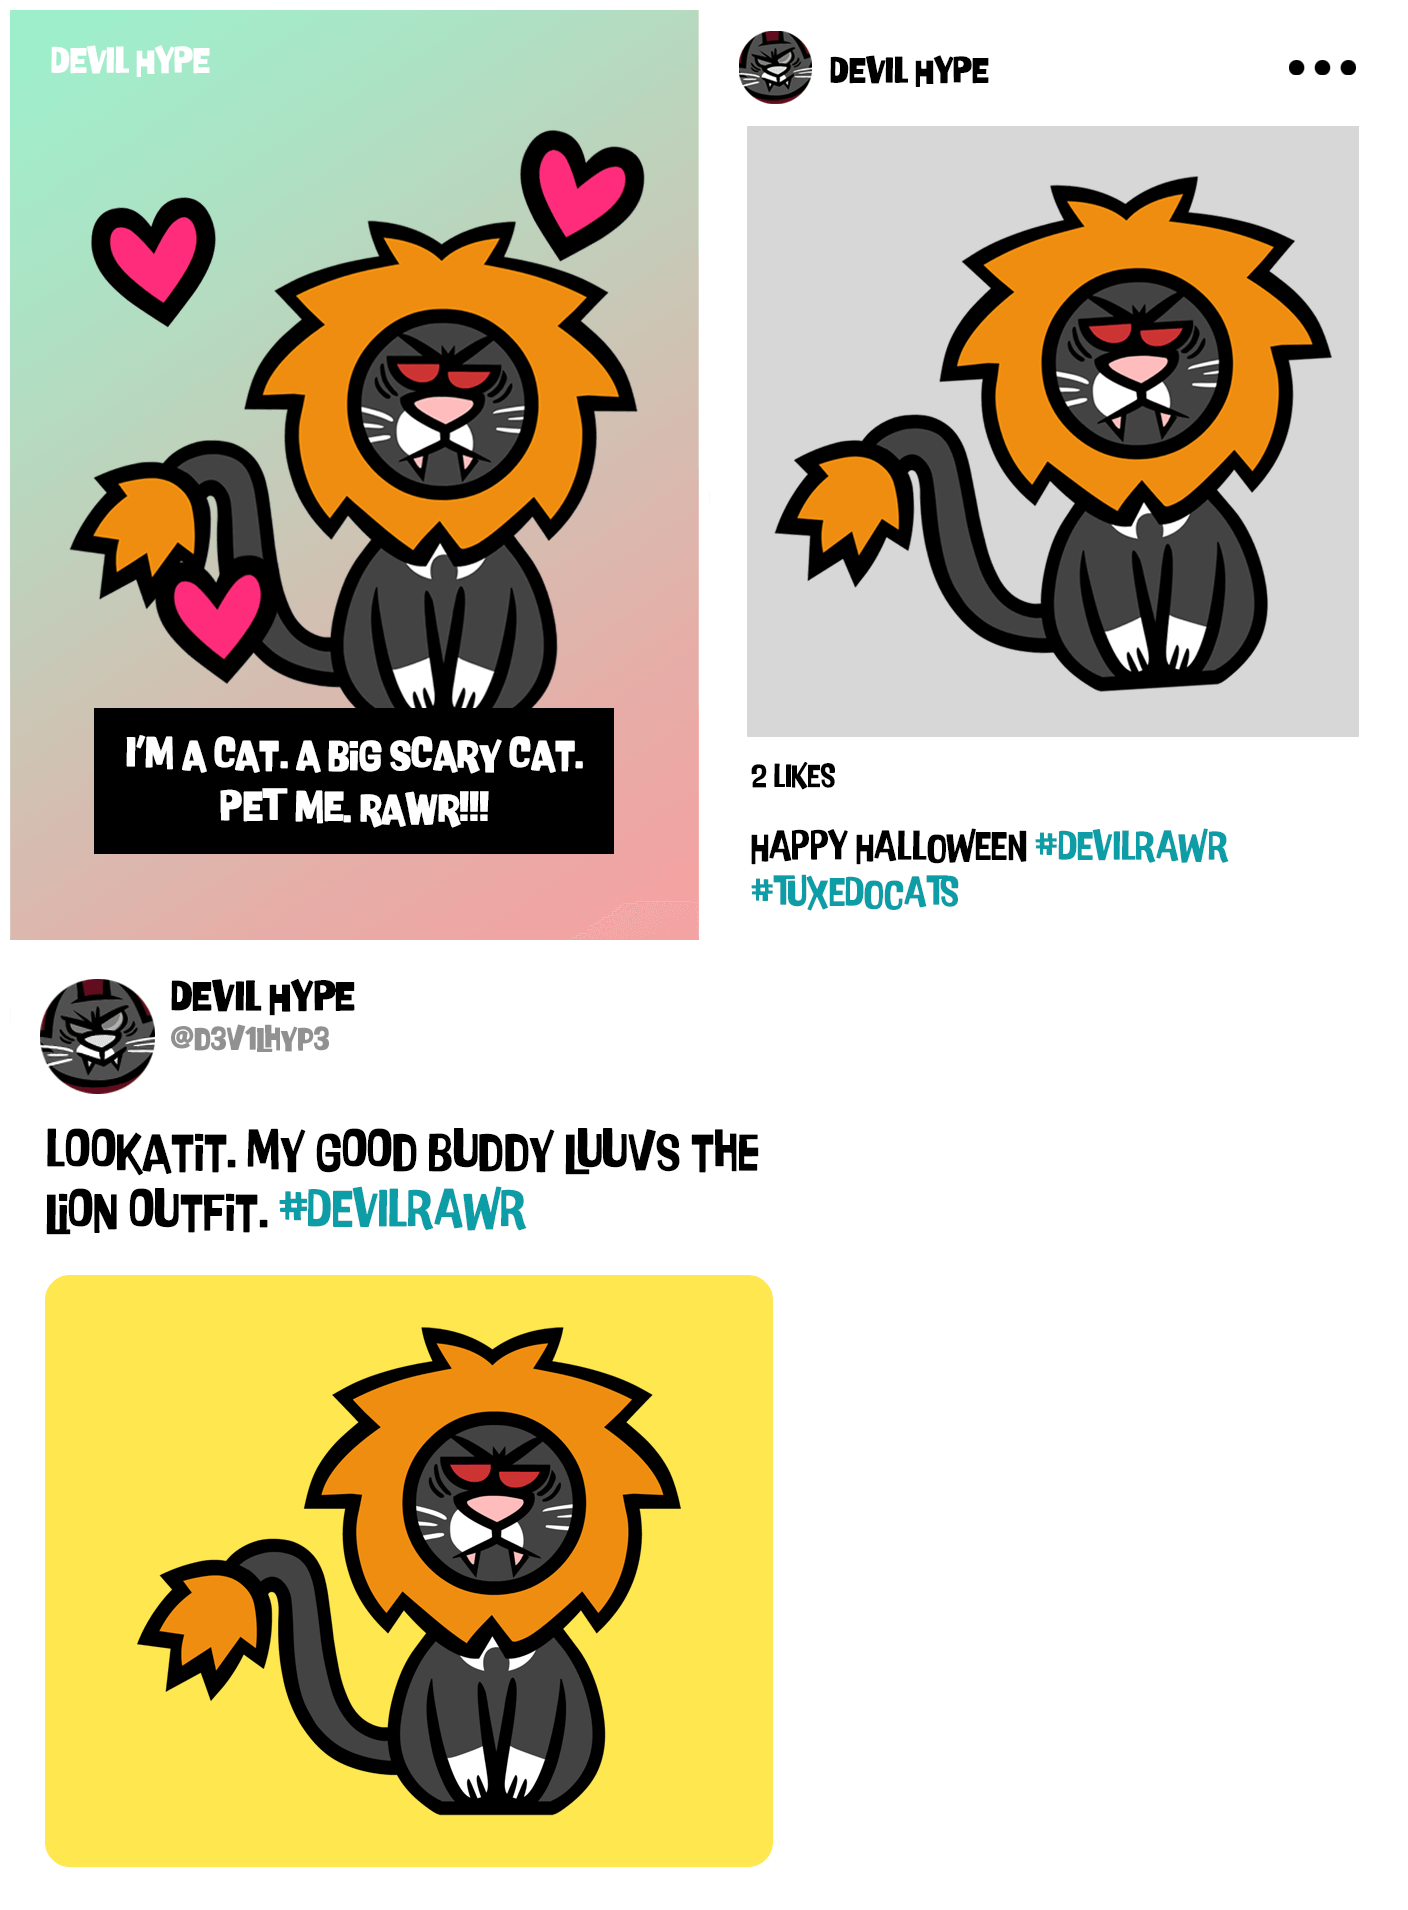 DEVIL HYPE
I'M A CAT. A BiG SCARY CAT.
PET ME. RAWR!!!
DEVIL HYPE
2 LIKES
HAPPY HALLOWEEN #DEVILRAWR
#TUXEDOCATS
DEVIL HYPE
@D3V1LHYP3
LOOKATiT. MY GOOD BUDDY LUUVS THE
LiON OUTFiT. #DEVILRAWR